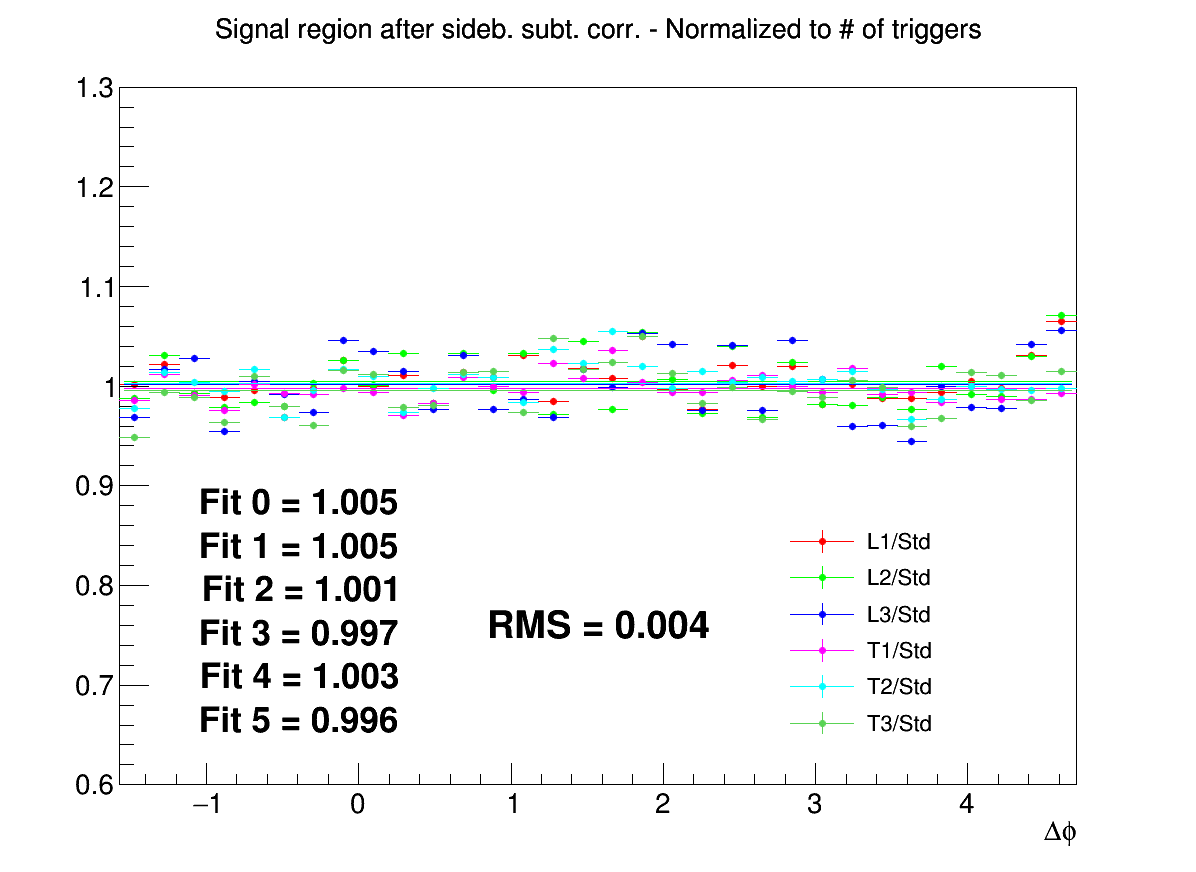 Signal region after sideb. subt. corr. - Normalized to # of triggers
1.3
1.2
1.1
1
0.9
0.8
0.7
0.6
Fit 0 = 1.005
Fit 1 = 1.005
Fit 2 = 1.001
Fit 3 = 0.997
Fit 4 = 1.003
Fit 5 = 0.996
RMS = 0.004
L1/Std
L2/Std
L3/Std
T1/Std
T2/Std
T3/Std
−1 0 1 2 3 4
Δϕ